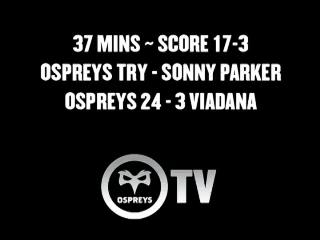 37 MINS ~ SCORE 17-3
OSPREYS TRY - SONNY PARKER
OSPREYS 24 - 3 VIADANA
OSPREYS
TV